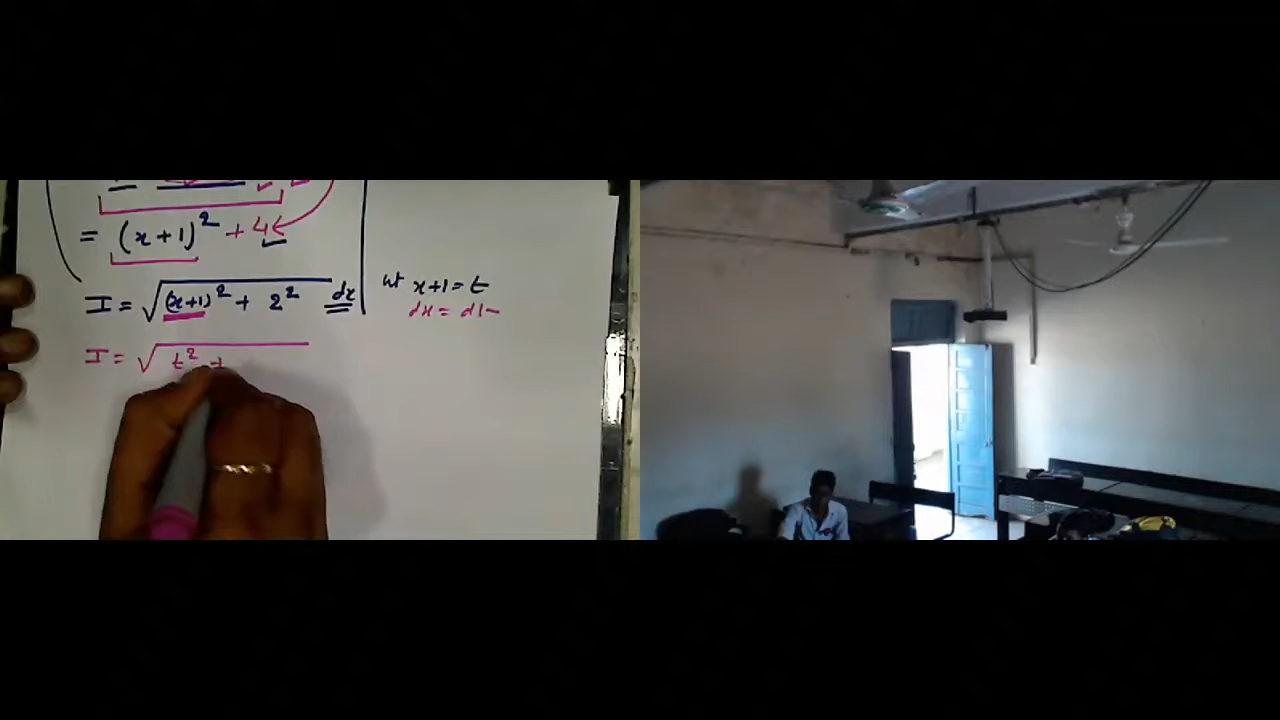 = (x+1)² + 4
I = √(x+1)² + 2² dx
let x+1 = t
dx = dt
I = √t² +